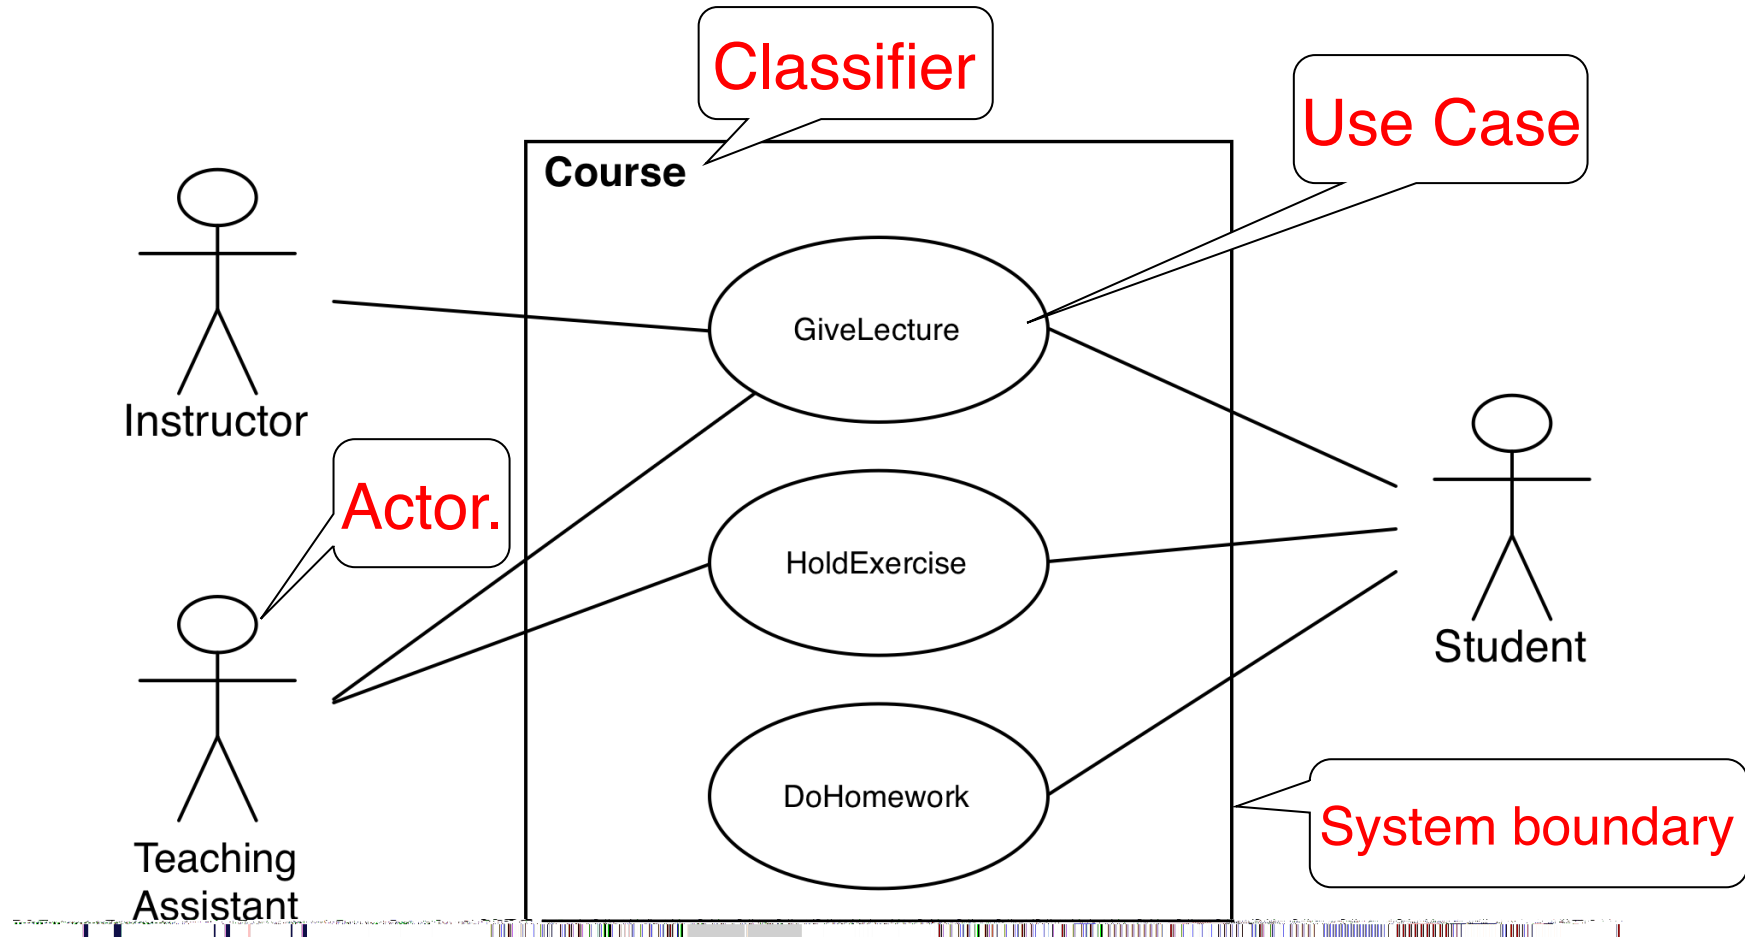 Classifier
Use Case
Course
GiveLecture
Instructor
Actor.
HoldExercise
Student
DoHomework
System boundary
Teaching
Assistant